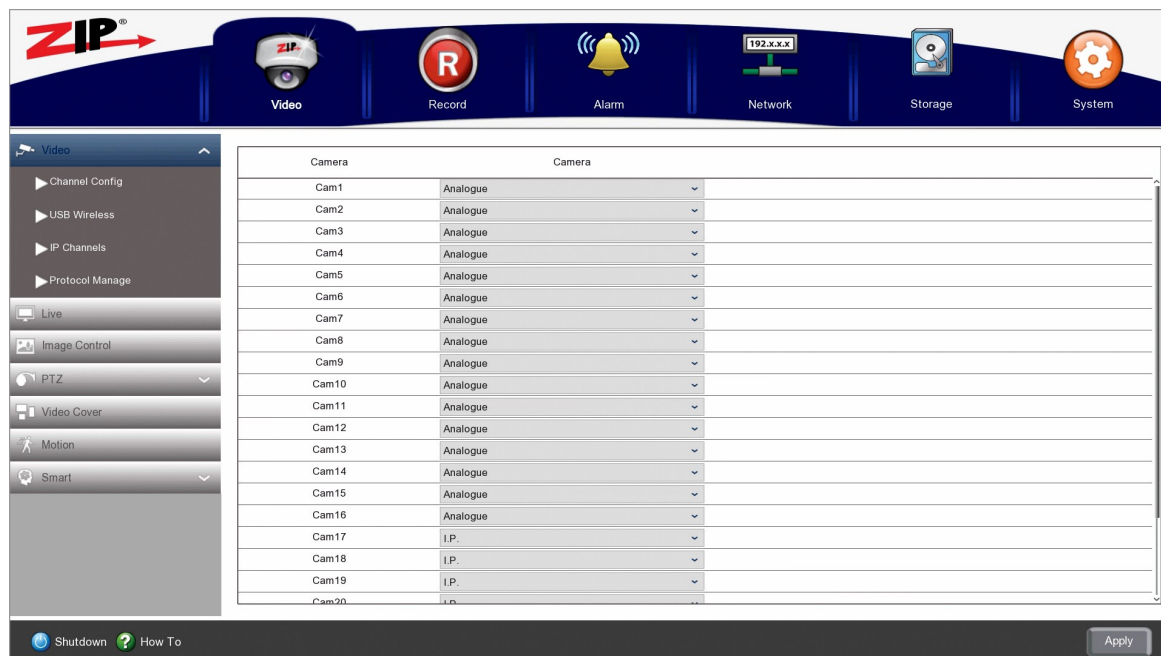 ZIP®
ZIP
R
192.x.x.x
Video
Record
Alarm
Network
Storage
System
Video
Channel Config
USB Wireless
IP Channels
Protocol Manage
Live
Image Control
PTZ
Video Cover
Motion
Smart
Camera Camera
Cam1 Analogue
Cam2 Analogue
Cam3 Analogue
Cam4 Analogue
Cam5 Analogue
Cam6 Analogue
Cam7 Analogue
Cam8 Analogue
Cam9 Analogue
Cam10 Analogue
Cam11 Analogue
Cam12 Analogue
Cam13 Analogue
Cam14 Analogue
Cam15 Analogue
Cam16 Analogue
Cam17 I.P.
Cam18 I.P.
Cam19 I.P.
Cam20 I.P.
Shutdown ? How To
Apply